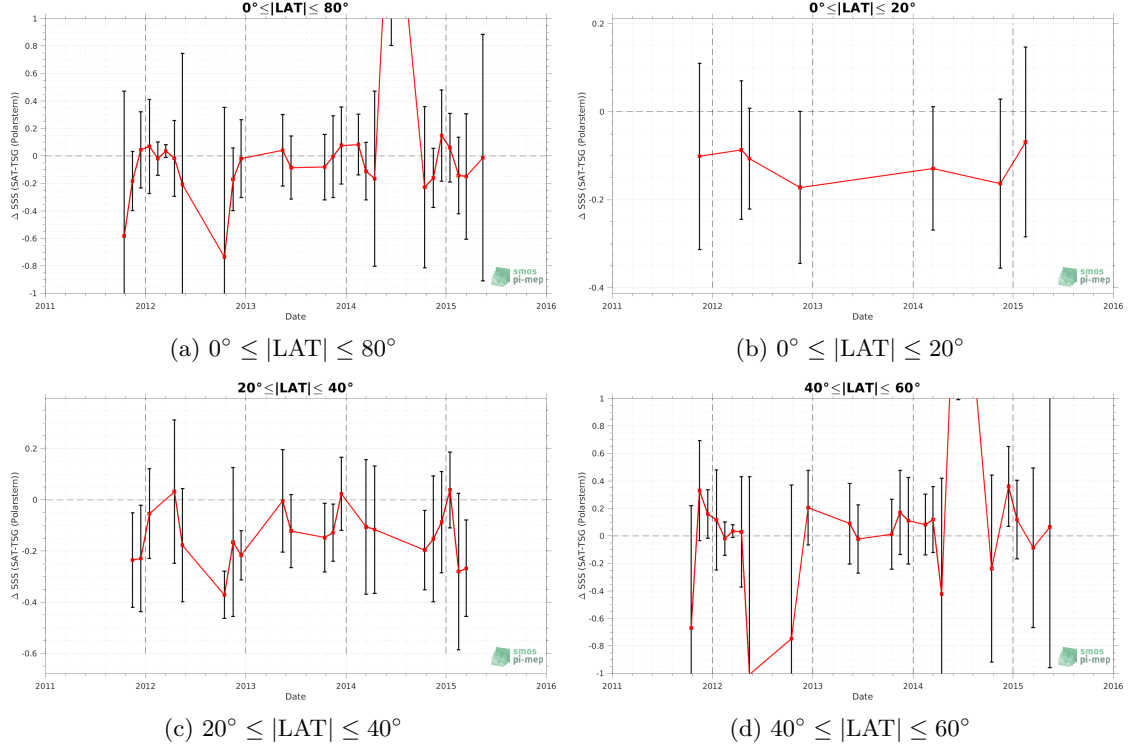 0°≤|LAT|≤ 80°
Δ SSS (SAT-TSG (Polarstern))
1
0.8
0.6
0.4
0.2
0
-0.2
-0.4
-0.6
-0.8
-1
2011 2012 2013 2014 2015 2016
Date
smos
pi-mep
(a) 0° ≤ |LAT| ≤ 80°
0°≤|LAT|≤ 20°
Δ SSS (SAT-TSG (Polarstern))
0.2
0
-0.2
-0.4
2011 2012 2013 2014 2015 2016
Date
smos
pi-mep
(b) 0° ≤ |LAT| ≤ 20°
20°≤|LAT|≤ 40°
Δ SSS (SAT-TSG (Polarstern))
0.2
0
-0.2
-0.4
-0.6
2011 2012 2013 2014 2015 2016
Date
smos
pi-mep
(c) 20° ≤ |LAT| ≤ 40°
40°≤|LAT|≤ 60°
Δ SSS (SAT-TSG (Polarstern))
1
0.8
0.6
0.4
0.2
0
-0.2
-0.4
-0.6
-0.8
-1
2011 2012 2013 2014 2015 2016
Date
smos
pi-mep
(d) 40° ≤ |LAT| ≤ 60°